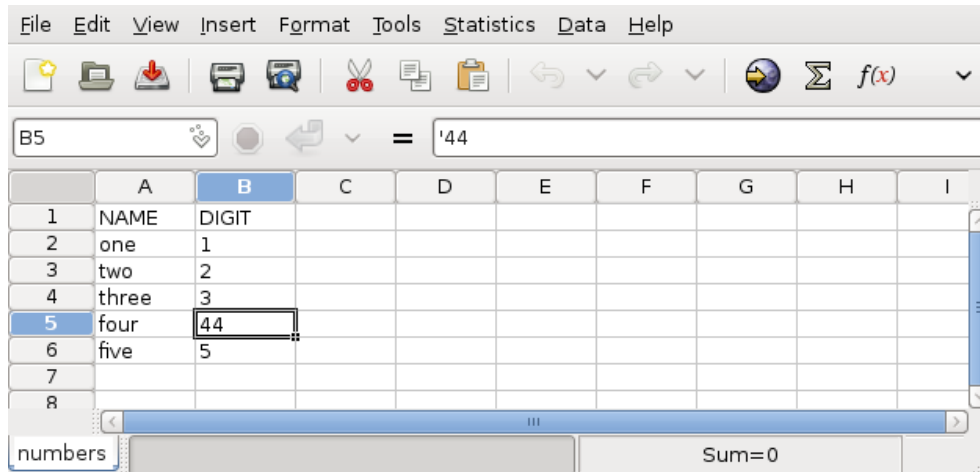 File Edit View Insert Format Tools Statistics Data Help
Σ f(x)
B5 = '44
A B C D E F G H I
1 NAME DIGIT
2 one 1
3 two 2
4 three 3
5 four 44
6 five 5
7
8
numbers Sum=0